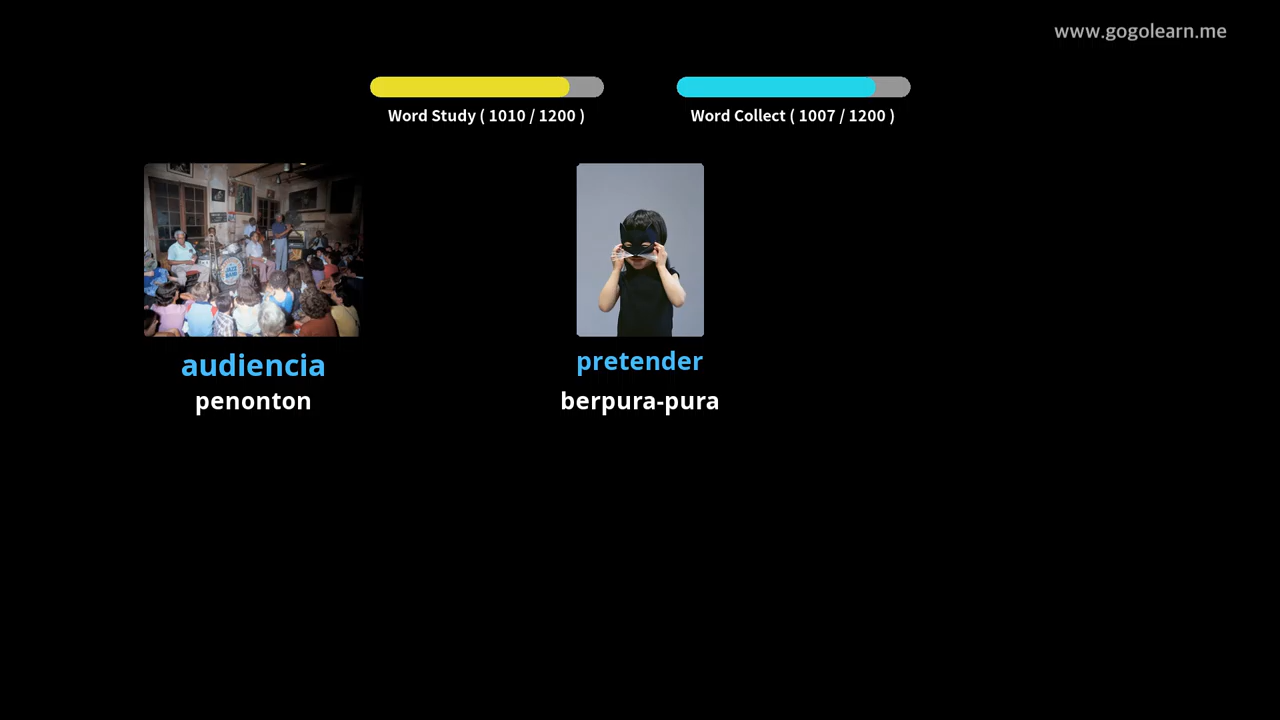 www.gogolearn.me
Word Study ( 1010 / 1200 )
Word Collect ( 1007 / 1200 )
audiencia
penonton
pretender
berpura-pura